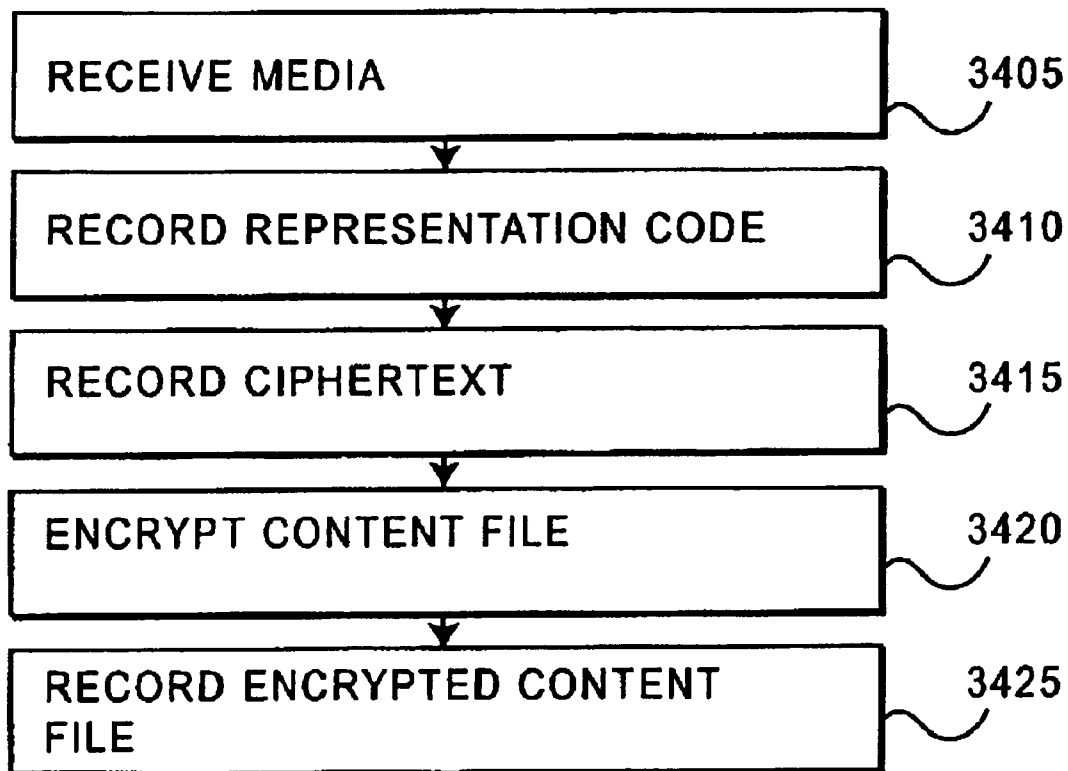 RECEIVE MEDIA
3405
RECORD REPRESENTATION CODE
3410
RECORD CIPHERTEXT
3415
ENCRYPT CONTENT FILE
3420
RECORD ENCRYPTED CONTENT
FILE
3425